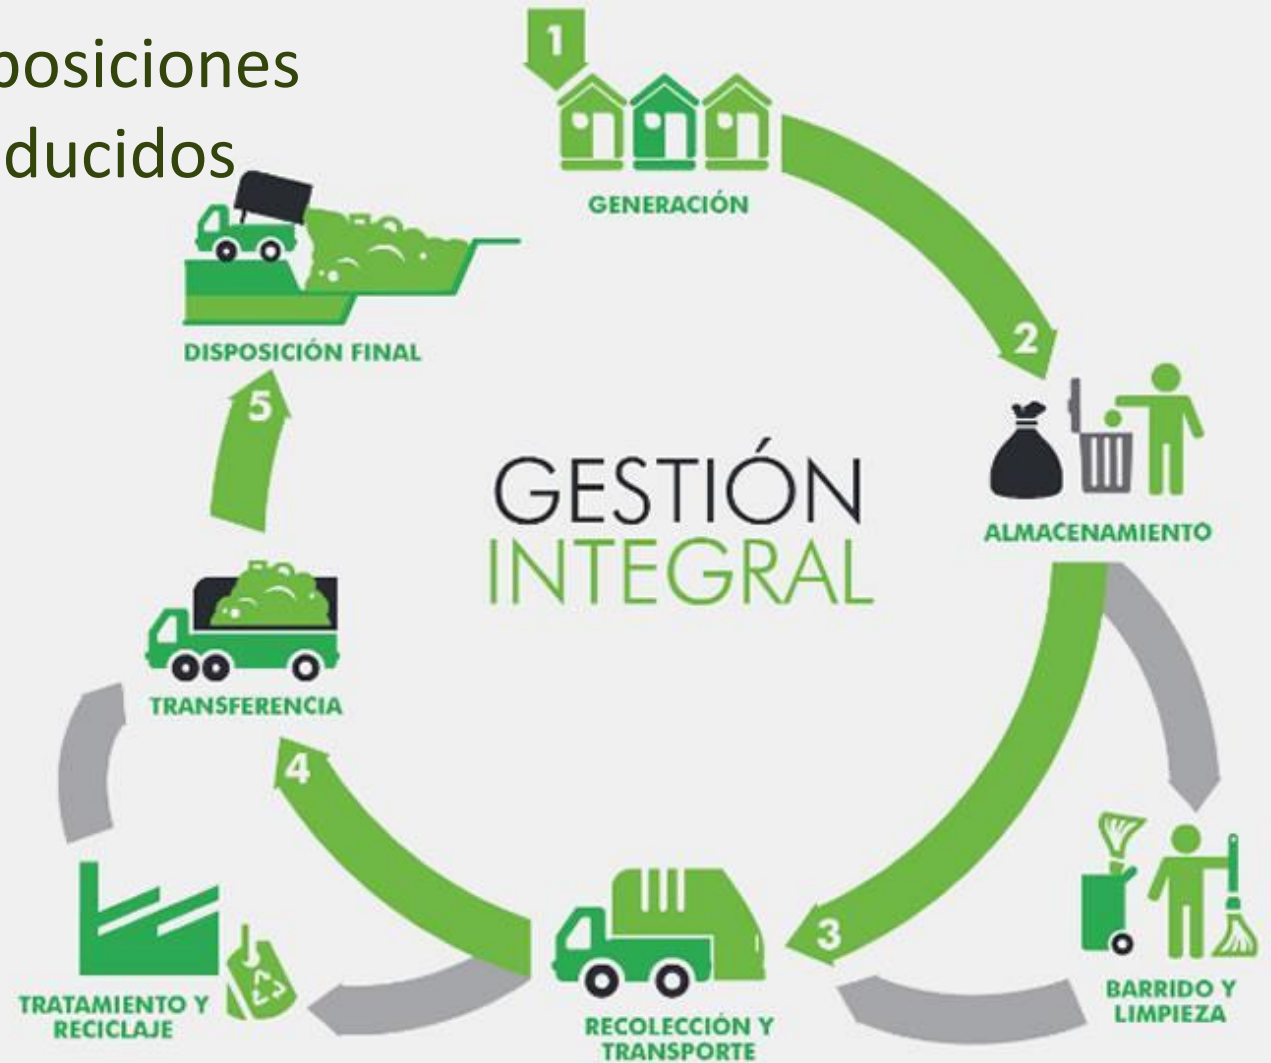 posiciones
ducidos
1
GENERACIÓN
2
ALMACENAMIENTO
BARRIDO Y
LIMPIEZA
3
RECOLECCIÓN Y
TRANSPORTE
TRATAMIENTO Y
RECICLAJE
4
TRANSFERENCIA
5
DISPOSICIÓN FINAL
GESTIÓN
INTEGRAL